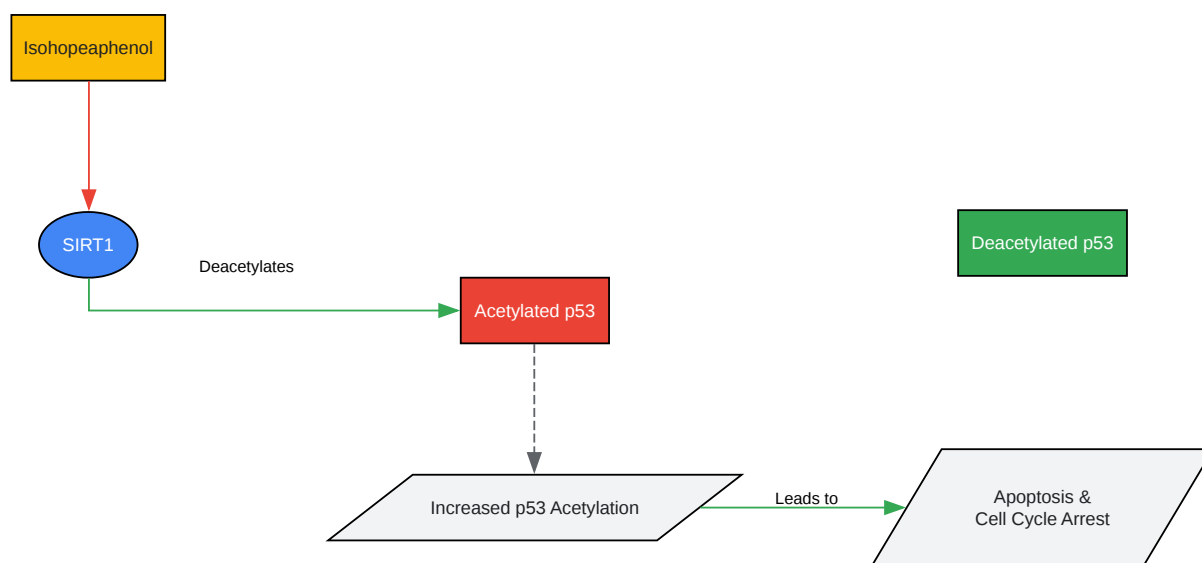 Isohopeaphenol
SIRT1
Deacetylated p53
Deacetylates
Acetylated p53
Increased p53 Acetylation
Leads to
Apoptosis &
Cell Cycle Arrest